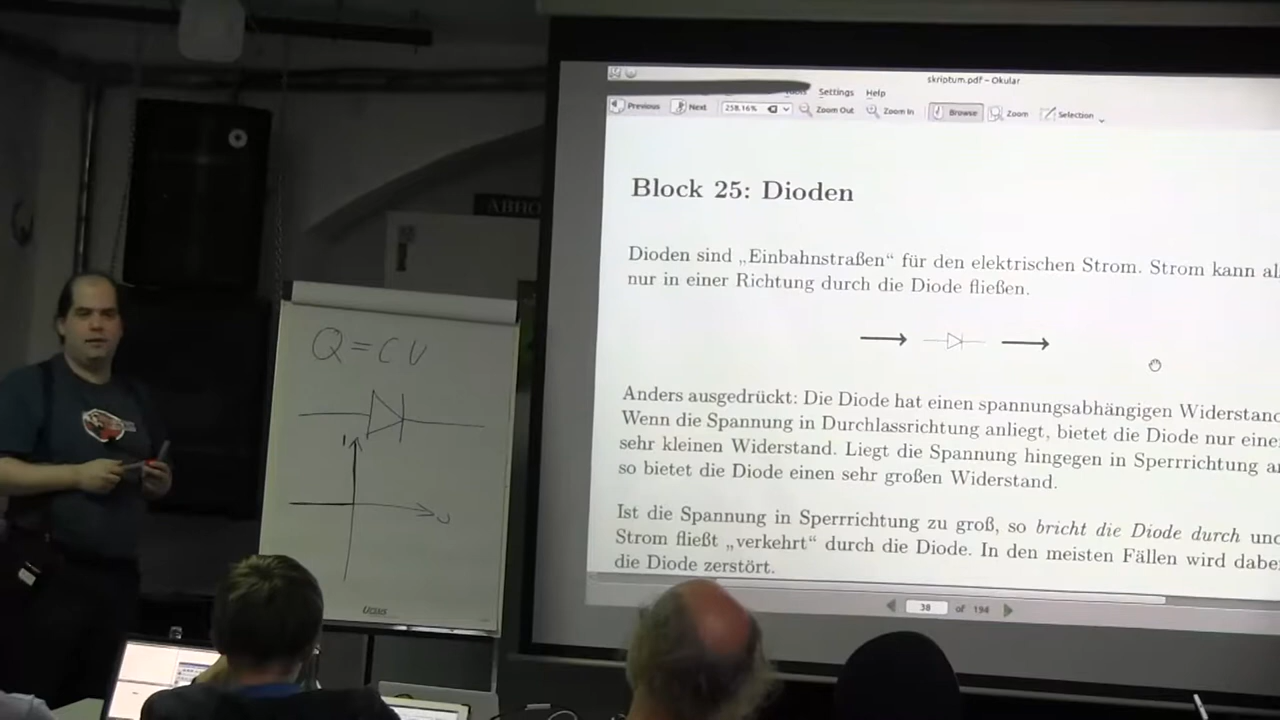 skriptum.pdf – Okular
Settings Help
Previous Next 258.16% Zoom Out Zoom In Browse Zoom Selection
Block 25: Dioden
Dioden sind „Einbahnstraßen“ für den elektrischen Strom. Strom kann al
nur in einer Richtung durch die Diode fließen.
Anders ausgedrückt: Die Diode hat einen spannungsabhängigen Widerstand
Wenn die Spannung in Durchlassrichtung anliegt, bietet die Diode nur eine
sehr kleinen Widerstand. Liegt die Spannung hingegen in Sperrrichtung a
so bietet die Diode einen sehr großen Widerstand.
Ist die Spannung in Sperrrichtung zu groß, so bricht die Diode durch und
Strom fließt „verkehrt“ durch die Diode. In den meisten Fällen wird dabe
die Diode zerstört.
38 of 194
Q=CU
I
U